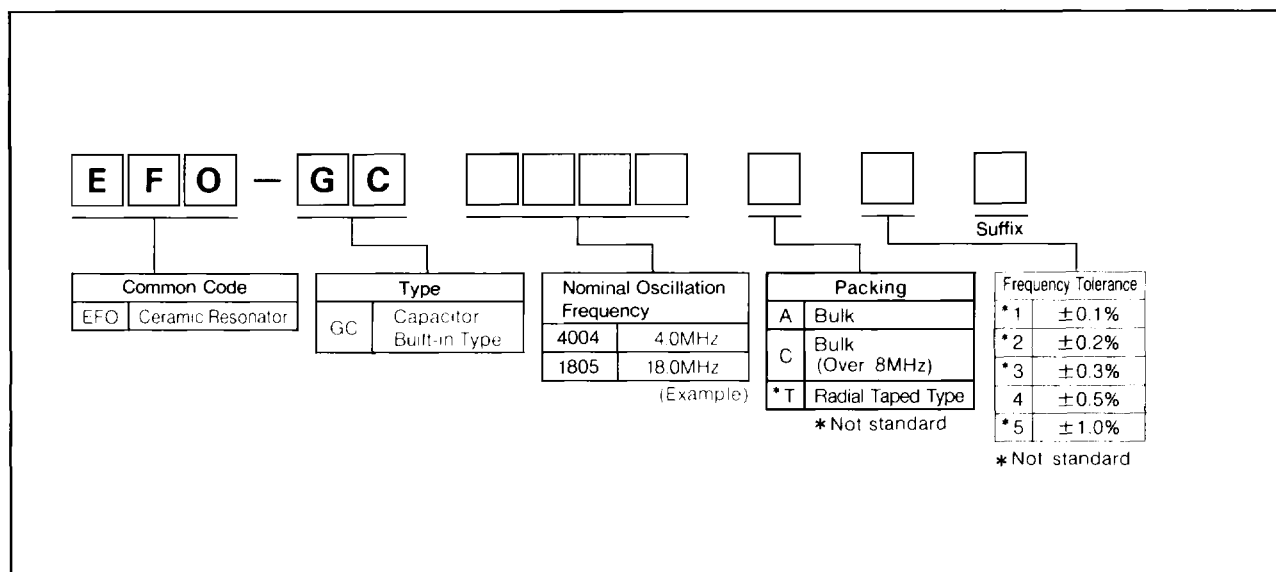 EFO — GC
Suffix
Common Code
EFO Ceramic Resonator
Type
GC Capacitor
Built-in Type
Nominal Oscillation
Frequency
4004 4.0MHz
1805 18.0MHz
(Example)
Packing
A Bulk
C Bulk
(Over 8MHz)
*T Radial Taped Type
*Not standard
Frequency Tolerance
*1 ±0.1%
*2 ±0.2%
*3 ±0.3%
4 ±0.5%
*5 ±1.0%
*Not standard